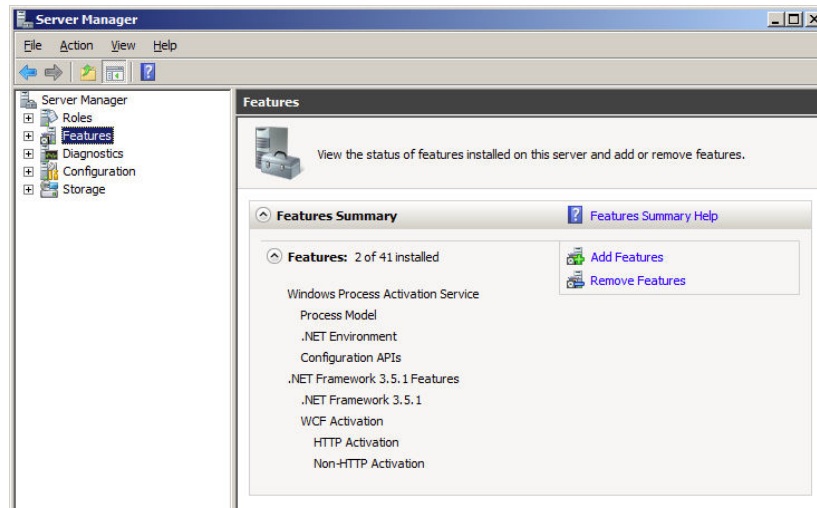 Server Manager
File Action View Help
Server Manager
Roles
Features
Diagnostics
Configuration
Storage
Features
View the status of features installed on this server and add or remove features.
Features Summary
Features Summary Help
Features: 2 of 41 installed
Add Features
Remove Features
Windows Process Activation Service
Process Model
.NET Environment
Configuration APIs
.NET Framework 3.5.1 Features
.NET Framework 3.5.1
WCF Activation
HTTP Activation
Non-HTTP Activation